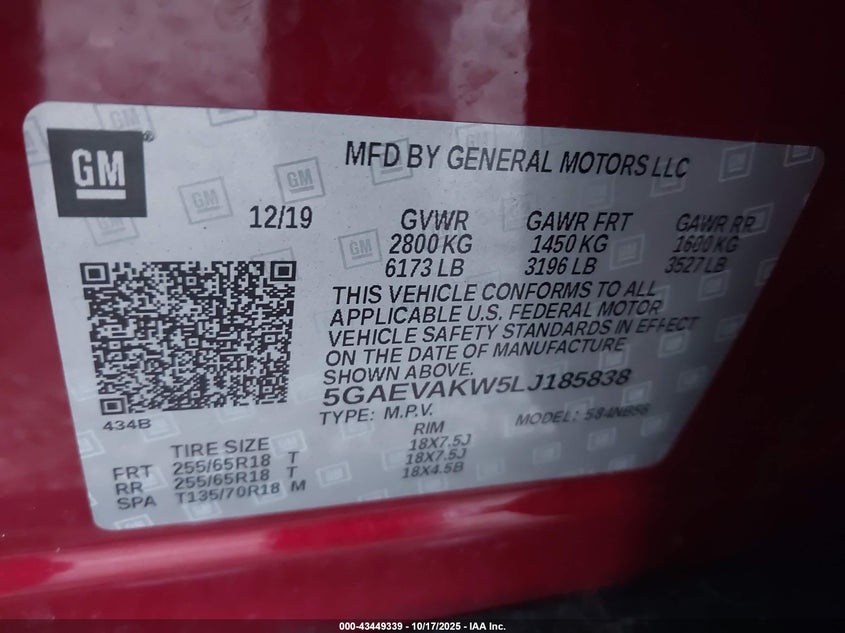 GM
MFD BY GENERAL MOTORS LLC
12/19 GVWR GAWR FRT GAWR RR
2800 KG 1450 KG 1600 KG
6173 LB 3196 LB 3527 LB
THIS VEHICLE CONFORMS TO ALL
APPLICABLE U.S. FEDERAL MOTOR
VEHICLE SAFETY STANDARDS IN EFFECT
ON THE DATE OF MANUFACTURE
SHOWN ABOVE.
5GAEVAKW5LJ185838
434B
TYPE: M.P.V. MODEL: 584NB56
TIRE SIZE RIM
FRT 255/65R18 T 18X7.5J
RR 255/65R18 T 18X7.5J
SPA T135/70R18 M 18X4.5B
000-43449339 - 10/17/2025 - IAA Inc.